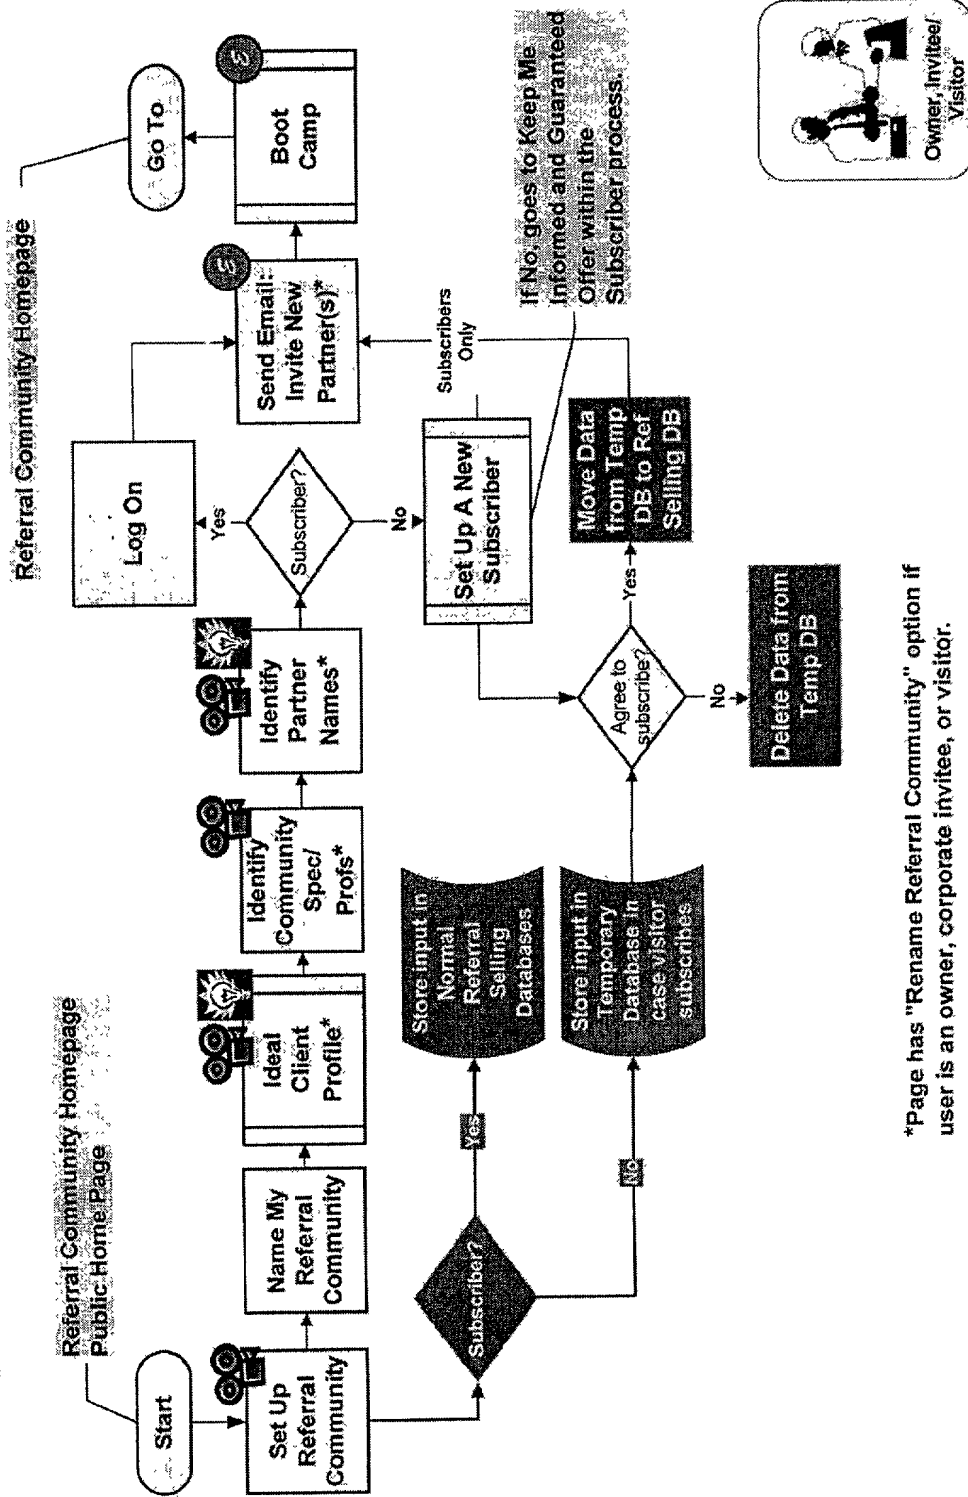 Referral Community Homepage
Public Home Page
Start
Set Up
Referral
Community
Name My
Referral
Community
Ideal
Client
Profile*
Identify
Community
Spec/
Profs*
Identify
Partner
Names*
Subscriber?
Yes
Log On
No
Set Up A New
Subscriber
Send Email:
Invite New
Partner(s)*
Boot
Camp
Go To
Referral Community Homepage
Subscribers
Only
If No, goes to Keep Me
Informed and Guaranteed
Offer within the
Subscriber process.
Subscriber?
Yes
No
Store input in
Normal
Referral
Selling
Databases
Store input in
Temporary
Database in
case visitor
subscribes
Agree to
subscribe?
Yes
No
Move Data
from Temp
DB to Ref
Selling DB
Delete Data from
Temp DB
Owner, Invitee/
Visitor
*Page has "Rename Referral Community" option if
user is an owner, corporate invitee, or visitor.